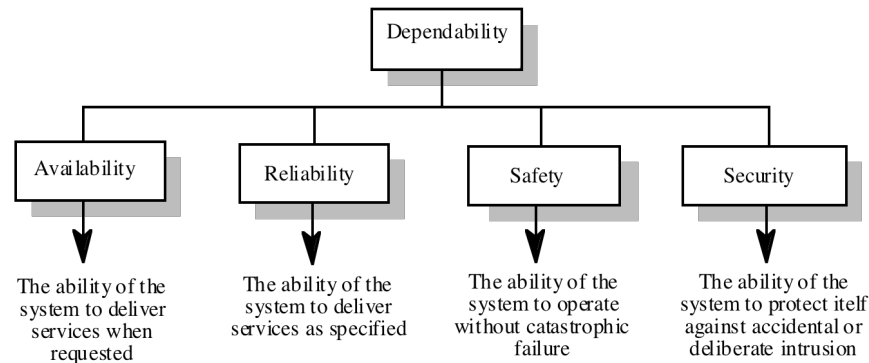 Dependability
Availability
Reliability
Safety
Security
The ability of the
system to deliver
services when
requested
The ability of the
system to deliver
services as specified
The ability of the
system to operate
without catastrophic
failure
The ability of the
system to protect itelf
against accidental or
deliberate intrusion